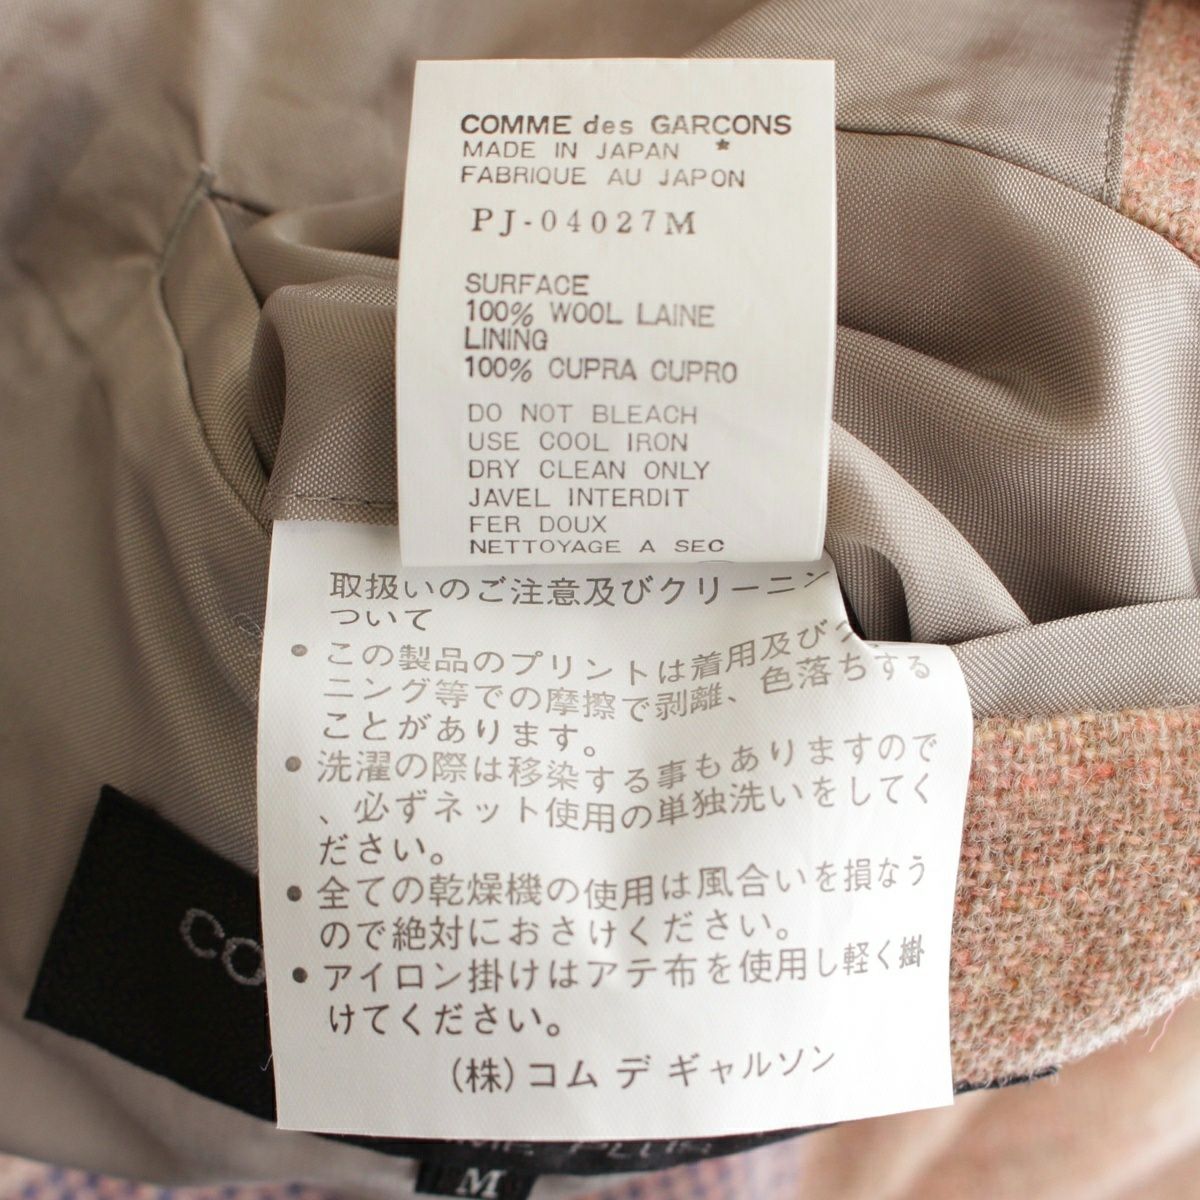 COMME des GARCONS
MADE IN JAPAN *
FABRIQUE AU JAPON
PJ-04027M
SURFACE
100% WOOL LAINE
LINING
100% CUPRA CUPRO
DO NOT BLEACH
USE COOL IRON
DRY CLEAN ONLY
JAVEL INTERDIT
FER DOUX
NETTOYAGE A SEC
取扱いのご注意及びクリーニン
ついて
● この製品のプリントは着用及び
ニング等での摩擦で剥離、色落ちする
ことがあります。
● 洗濯の際は移染する事もありますので
、必ずネット使用の単独洗いをしてく
ださい。
● 全ての乾燥機の使用は風合いを損なう
ので絶対におさけください。
● アイロン掛けはアテ布を使用し軽く掛
けてください。
(株)コム デ ギャルソン
CO
M